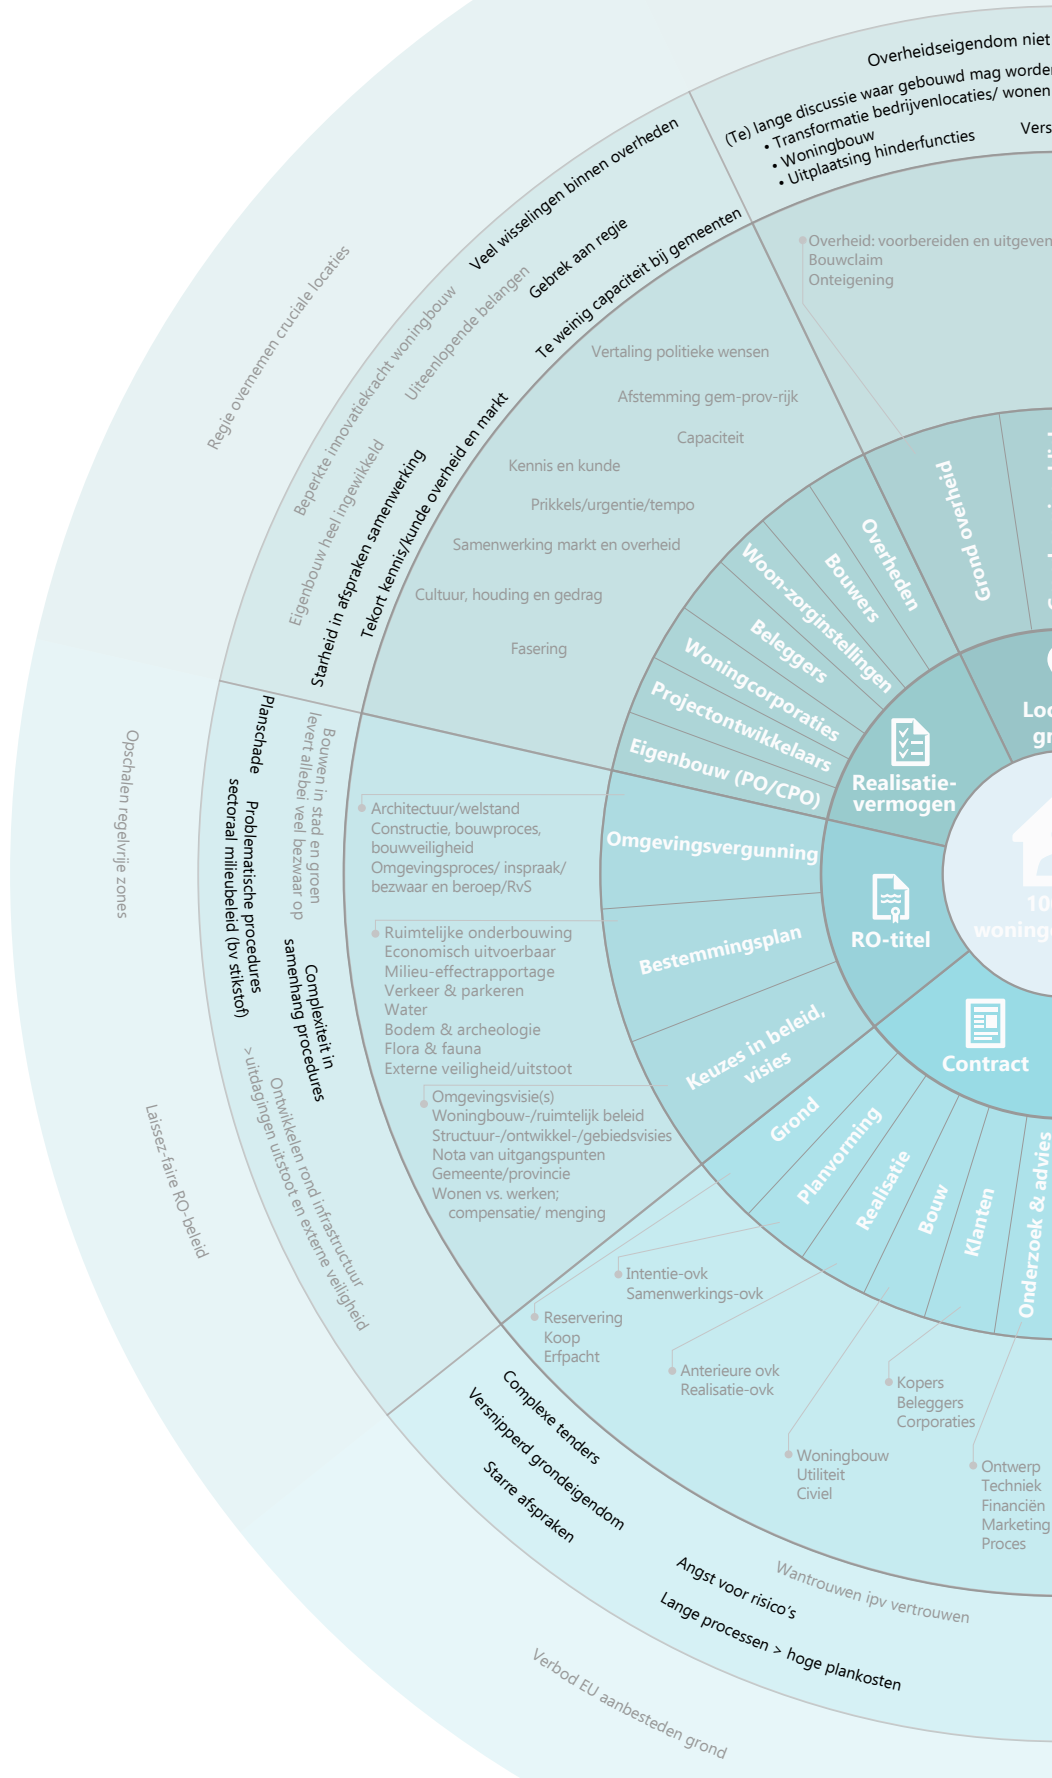 Overheidseigendom niet
(Te) lange discussie waar gebouwd mag
• Transformatie bedrijvenlocaties/ wonen
• Woningbouw
• Uitplaatsing hinderfuncties
Overheid: voorbereiden en uitgeven
Bouwclaim
Onteigening
Grond overheid
Veel wisselingen binnen overheden
Gebrek aan regie
Te weinig capaciteit bij gemeenten
Uiteenlopende belangen
Beperkte innovatiekracht woningbouw
Eigenbouw heel ingewikkeld
Starheid in afspraken samenwerking
Tekort kennis/kunde overheid en markt
Regie overnemen cruciale locaties
Vertaling politieke wensen
Afstemming gem-prov-rijk
Capaciteit
Kennis en kunde
Prikkels/urgentie/tempo
Samenwerking markt en overheid
Cultuur, houding en gedrag
Fasering
Overheden
Bouwers
Woon-zorginstellingen
Beleggers
Woningcorporaties
Projectontwikkelaars
Eigenbouw (PO/CPO)
Realisatie-
vermogen
Opschalen regelvrije zones
Planschade
Problematische procedures
sectoraal milieubeleid (bv stikstof)
Bouwen in stad en groen
levert allebei veel bezwaar op
Complexiteit in
samenhang procedures
Ontwikkelen rond infrastructuur
> uitdagingen uitstoot en externe veiligheid
Laissez-faire RO-beleid
Architectuur/welstand
Constructie, bouwproces,
bouwveiligheid
Omgevingsproces/ inspraak/
bezwaar en beroep/RvS
Ruimtelijke onderbouwing
Economisch uitvoerbaar
Milieu-effectrapportage
Verkeer & parkeren
Water
Bodem & archeologie
Flora & fauna
Externe veiligheid/uitstoot
Omgevingsvisie(s)
Woningbouw-/ruimtelijk beleid
Structuur-/ontwikkel-/gebiedsvisies
Nota van uitgangspunten
Gemeente/provincie
Wonen vs. werken;
compensatie/ menging
Omgevingsvergunning
Bestemmingsplan
Keuzes in beleid,
visies
RO-titel
Contract
Grond
Planvorming
Realisatie
Bouw
Klanten
Onderzoek & advies
Intentie-ovk
Samenwerkings-ovk
Reservering
Koop
Erfpacht
Anterieure ovk
Realisatie-ovk
Kopers
Beleggers
Corporaties
Woningbouw
Utiliteit
Civiel
Ontwerp
Techniek
Financiën
Marketing
Proces
Complexe tenders
Versnipperd grondeigendom
Starre afspraken
Angst voor risico's
Wantrouwen ipv vertrouwen
Lange processen > hoge plankosten
Verbod EU aanbesteden grond